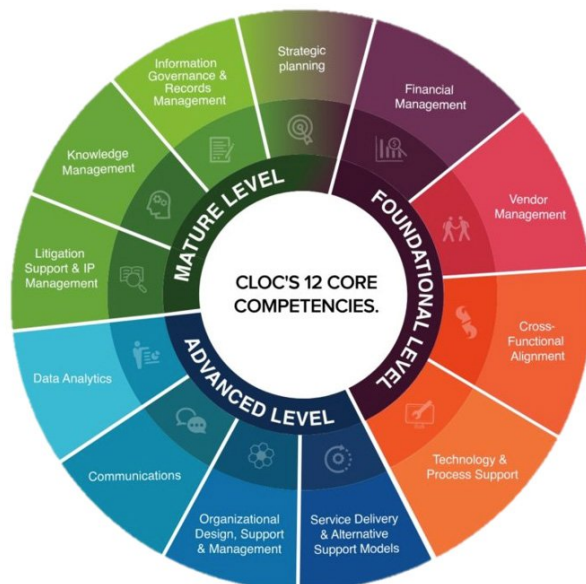 Strategic
planning
Financial
Management
Vendor
Management
Cross-
Functional
Alignment
Technology &
Process Support
Service Delivery
& Alternative
Support Models
Organizational
Design, Support
& Management
Communications
Data Analytics
Litigation
Support & IP
Management
Knowledge
Management
Information
Governance &
Records
Management
MATURE LEVEL
FOUNDATIONAL LEVEL
ADVANCED LEVEL
CLOC'S 12 CORE
COMPETENCIES.